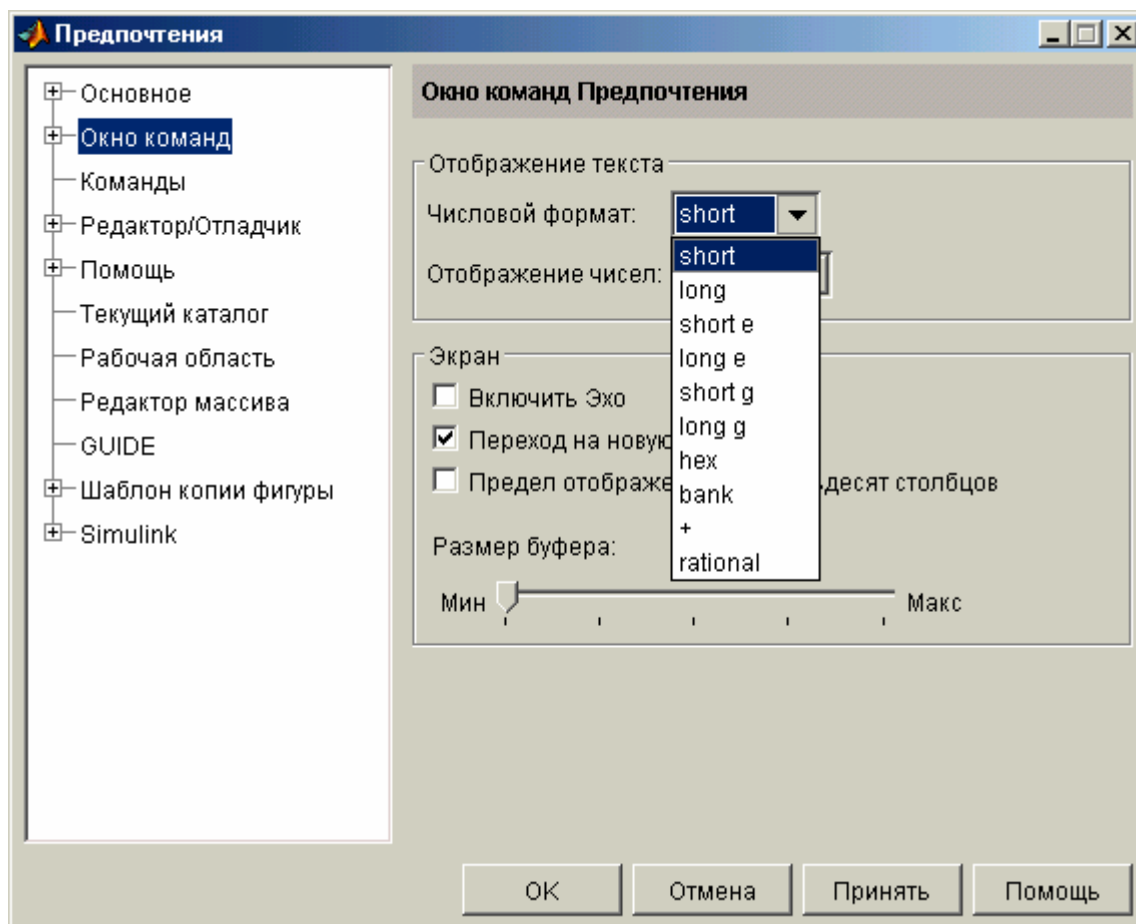 Предпочтения
Основное
Окно команд
Команды
Редактор/Отладчик
Помощь
Текущий каталог
Рабочая область
Редактор массива
GUIDE
Шаблон копии фигуры
Simulink
Окно команд Предпочтения
Отображение текста
Числовой формат: short
short
long
short e
long e
short g
long g
hex
bank
+
rational
Отображение чисел:
Экран
Включить Эхо
Переход на новую
Предел столбцов
Размер буфера:
Мин Макс
OK Отмена Принять Помощь